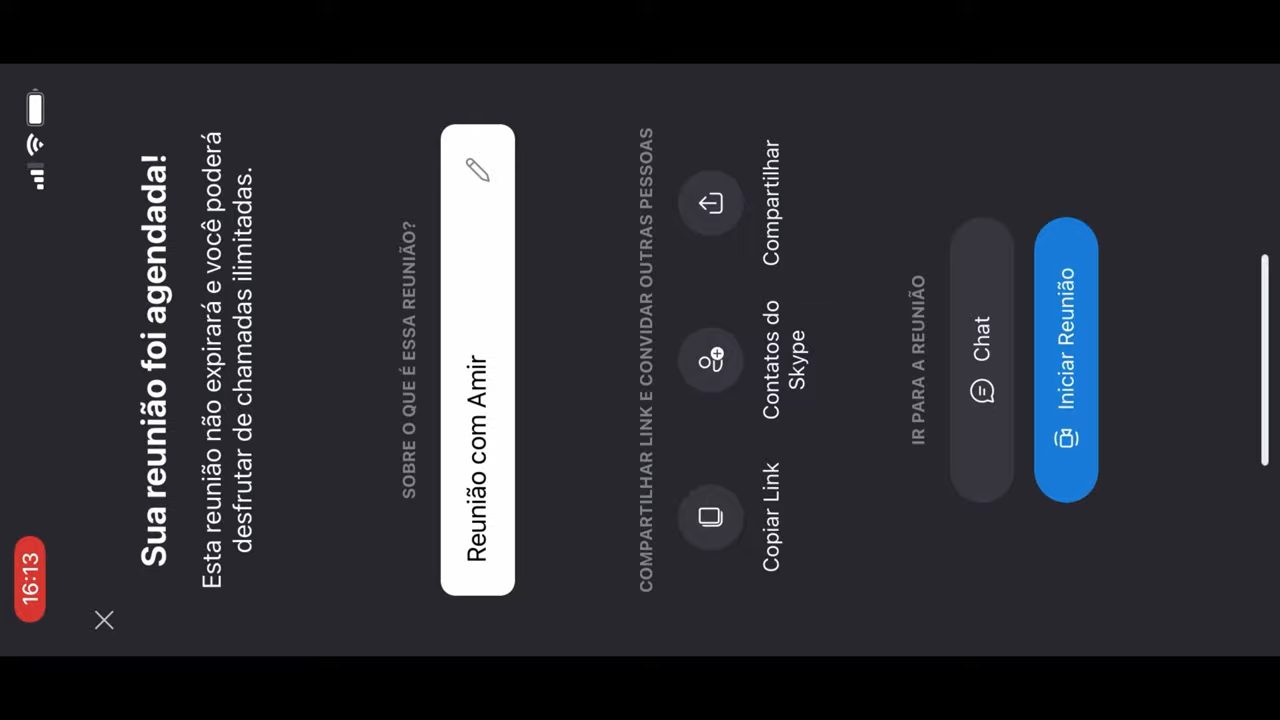 16:13
Sua reunião foi agendada!
Esta reunião não expirará e você poderá
desfrutar de chamadas ilimitadas.
SOBRE O QUE É ESSA REUNIÃO?
Reunião com Amir
COMPARTILHAR LINK E CONVIDAR OUTRAS PESSOAS
Copiar Link
Contatos do
Skype
Compartilhar
IR PARA A REUNIÃO
Chat
Iniciar Reunião